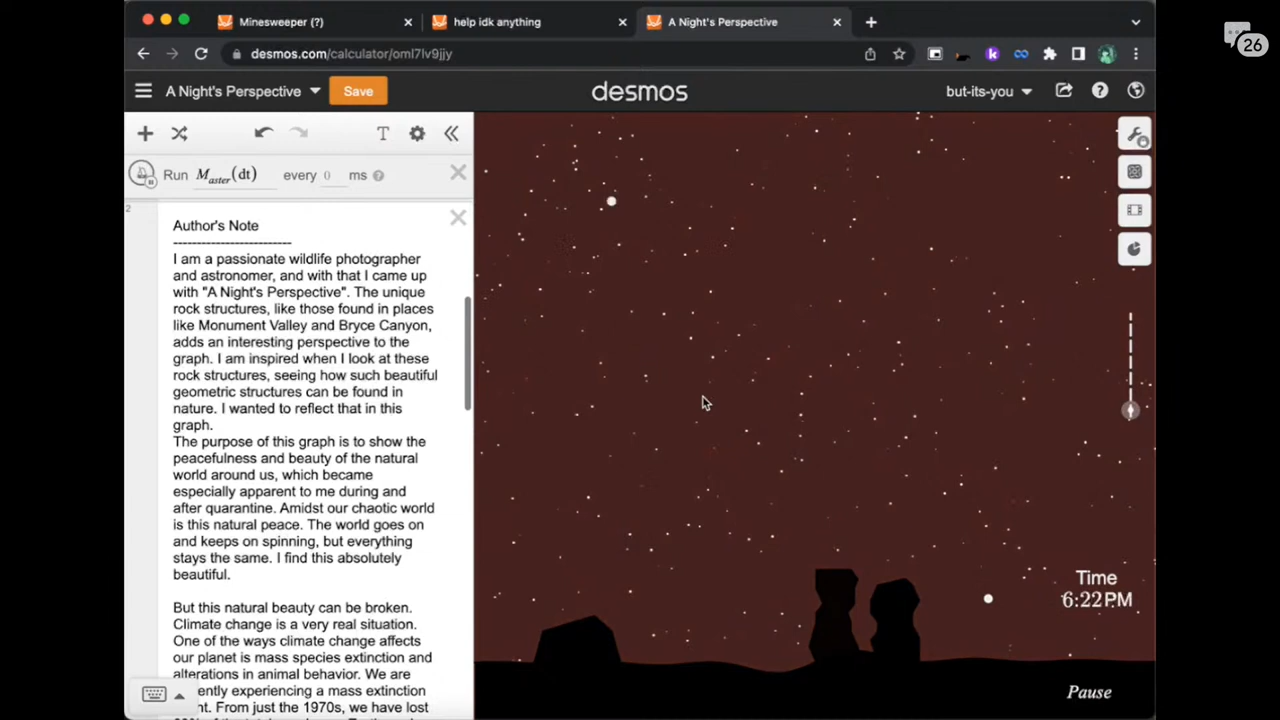 26
Minesweeper (?)
help idk anything
A Night's Perspective
desmos.com/calculator/oml7lv9jjy
A Night's Perspective
Save
desmos
but-its-you
Run Master(dt) every 0 ms
2
Author's Note
-------------------------
I am a passionate wildlife photographer
and astronomer, and with that I came up
with "A Night's Perspective". The unique
rock structures, like those found in places
like Monument Valley and Bryce Canyon,
adds an interesting perspective to the
graph. I am inspired when I look at these
rock structures, seeing how such beautiful
geometric structures can be found in
nature. I wanted to reflect that in this
graph.
The purpose of this graph is to show the
peacefulness and beauty of the natural
world around us, which became
especially apparent to me during and
after quarantine. Amidst our chaotic world
is this natural peace. The world goes on
and keeps on spinning, but everything
stays the same. I find this absolutely
beautiful.
But this natural beauty can be broken.
Climate change is a very real situation.
One of the ways climate change affects
our planet is mass species extinction and
alterations in animal behavior. We are
ently experiencing a mass extinction
nt. From just the 1970s, we have lost
Time
6:22PM
Pause